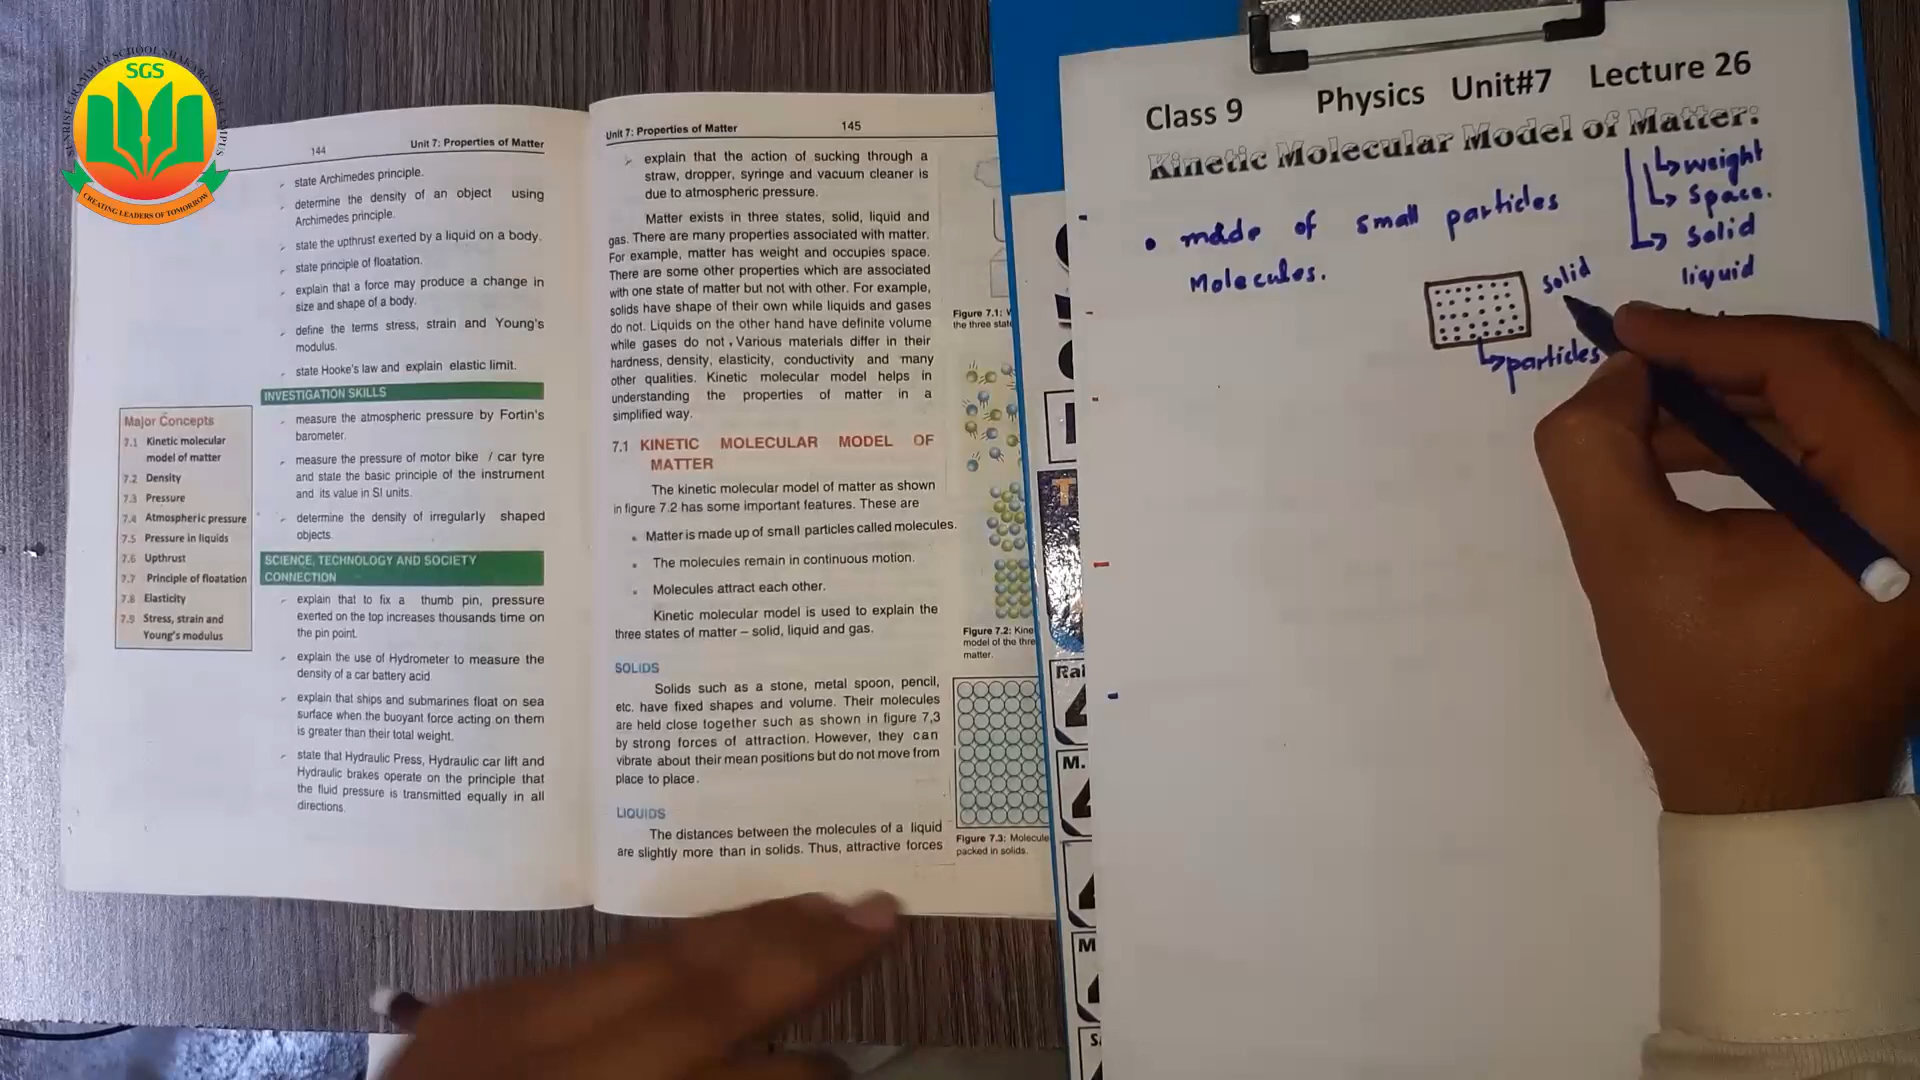 SUNRISE GRAMMAR SCHOOL SHAKARGARH CAMPUS
SGS
CREATING LEADERS OF TOMORROW
144 Unit 7: Properties of Matter
state Archimedes principle.
determine the density of an object using
Archimedes principle.
state the upthrust exerted by a liquid on a body.
state principle of floatation.
explain that a force may produce a change in
size and shape of a body.
define the terms stress, strain and Young's
modulus.
state Hooke's law and explain elastic limit.
INVESTIGATION SKILLS
measure the atmospheric pressure by Fortin's
barometer.
measure the pressure of motor bike / car tyre
and state the basic principle of the instrument
and its value in SI units.
determine the density of irregularly shaped
objects.
SCIENCE, TECHNOLOGY AND SOCIETY
CONNECTION
explain that to fix a thumb pin, pressure
exerted on the top increases thousands time on
the pin point.
explain the use of Hydrometer to measure the
density of a car battery acid.
explain that ships and submarines float on sea
surface when the buoyant force acting on them
is greater than their total weight.
state that Hydraulic Press, Hydraulic car lift and
Hydraulic brakes operate on the principle that
the fluid pressure is transmitted equally in all
directions.
Major Concepts
7.1 Kinetic molecular
model of matter
7.2 Density
7.3 Pressure
7.4 Atmospheric pressure
7.5 Pressure in liquids
7.6 Upthrust
7.7 Principle of floatation
7.8 Elasticity
7.9 Stress, strain and
Young's modulus
Unit 7: Properties of Matter 145
explain that the action of sucking through a
straw, dropper, syringe and vacuum cleaner is
due to atmospheric pressure.
Matter exists in three states, solid, liquid and
gas. There are many properties associated with matter.
For example, matter has weight and occupies space.
There are some other properties which are associated
with one state of matter but not with other. For example,
solids have shape of their own while liquids and gases
do not. Liquids on the other hand have definite volume
while gases do not. Various materials differ in their
hardness, density, elasticity, conductivity and many
other qualities. Kinetic molecular model helps in
understanding the properties of matter in a
simplified way.
7.1 KINETIC MOLECULAR MODEL OF
MATTER
The kinetic molecular model of matter as shown
in figure 7.2 has some important features. These are
• Matter is made up of small particles called molecules.
• The molecules remain in continuous motion.
• Molecules attract each other.
Kinetic molecular model is used to explain the
three states of matter – solid, liquid and gas.
SOLIDS
Solids such as a stone, metal spoon, pencil,
etc. have fixed shapes and volume. Their molecules
are held close together such as shown in figure 7.3
by strong forces of attraction. However, they can
vibrate about their mean positions but do not move from
place to place.
LIQUIDS
The distances between the molecules of a liquid
are slightly more than in solids. Thus, attractive forces
Figure 7.1:
the three
Figure 7.2:
model of the
matter.
Figure 7.3:
packed in solids.
Class 9 Physics Unit#7 Lecture 26
Kinetic Molecular Model of Matter:
↳ weight
↳ Space.
↳ Solid
liquid
• made of small particles
Molecules.
solid
↳ particles
M.
M